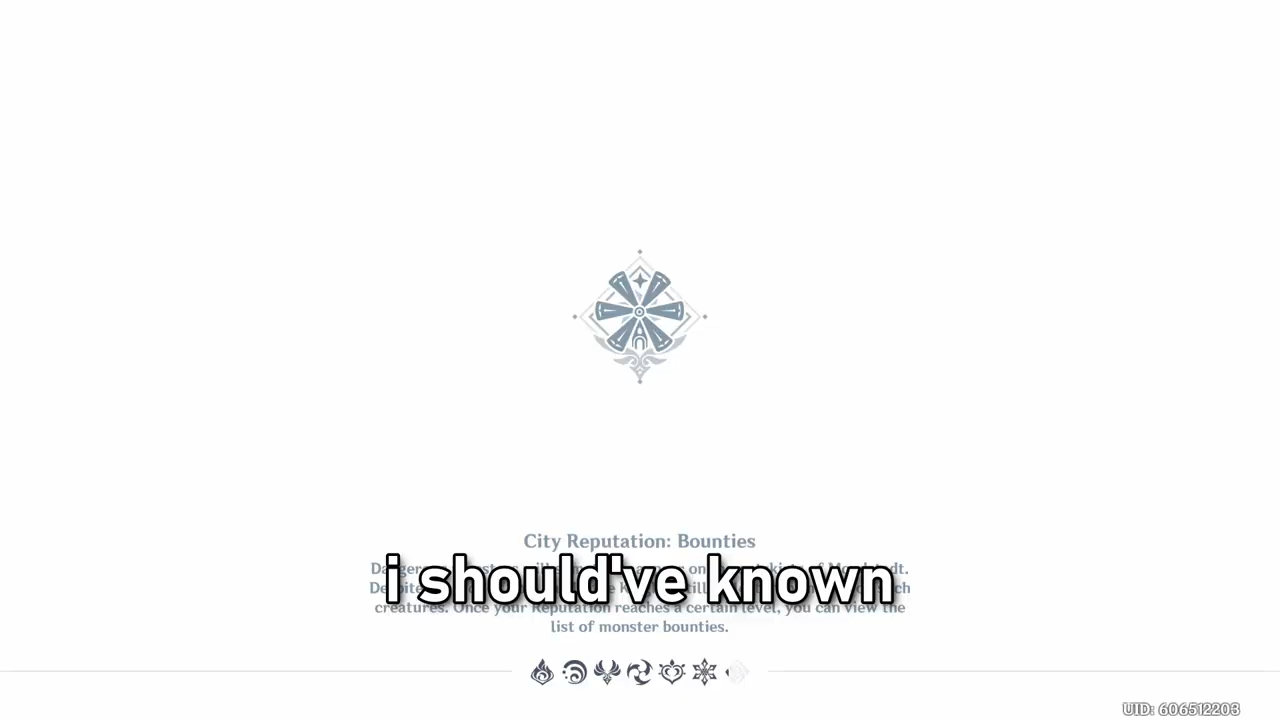 City Reputation: Bounties
i should've known
creatures. Once your Reputation reaches a certain level, you can view the
list of monster bounties.
UID: 606512203